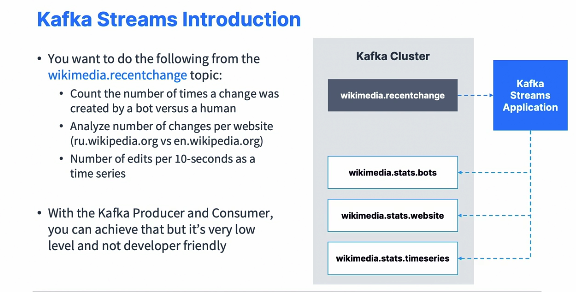 Kafka Streams Introduction
• You want to do the following from the
wikimedia.recentchange topic:
• Count the number of times a change was
created by a bot versus a human
• Analyze number of changes per website
(ru.wikipedia.org vs en.wikipedia.org)
• Number of edits per 10-seconds as a
time series
• With the Kafka Producer and Consumer,
you can achieve that but it's very low
level and not developer friendly
Kafka Cluster
wikimedia.recentchange
Kafka
Streams
Application
wikimedia.stats.bots
wikimedia.stats.website
wikimedia.stats.timeseries